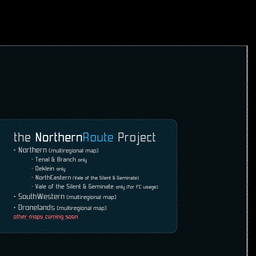 the NorthernRoute Project
- Northern (multiregional map)
- Tenal & Branch only
- Deklein only
- NorthEastern (Vale of the Silent & Geminate)
- Vale of the Silent & Geminate only (for FC usage)
- SouthWestern (multiregional map)
- Dronelands (multiregional map)
other maps coming soon